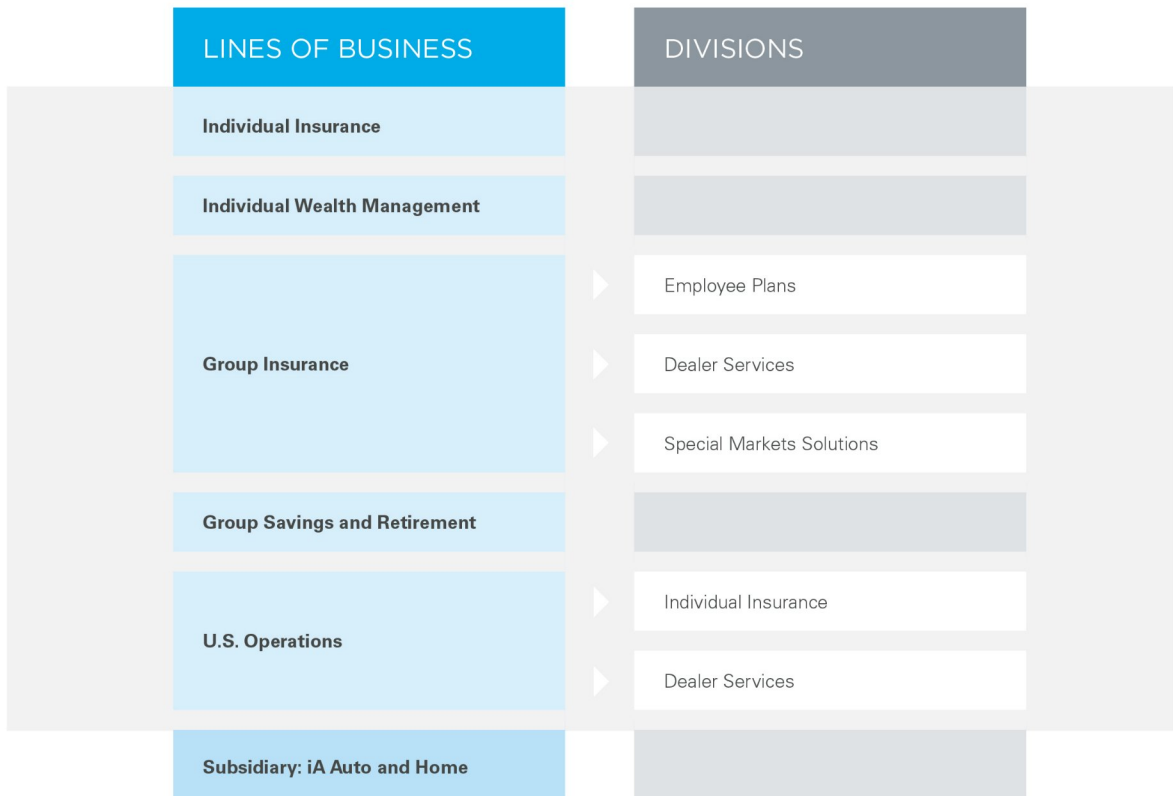 LINES OF BUSINESS
DIVISIONS
Individual Insurance
Individual Wealth Management
Group Insurance
Employee Plans
Dealer Services
Special Markets Solutions
Group Savings and Retirement
U.S. Operations
Individual Insurance
Dealer Services
Subsidiary: iA Auto and Home